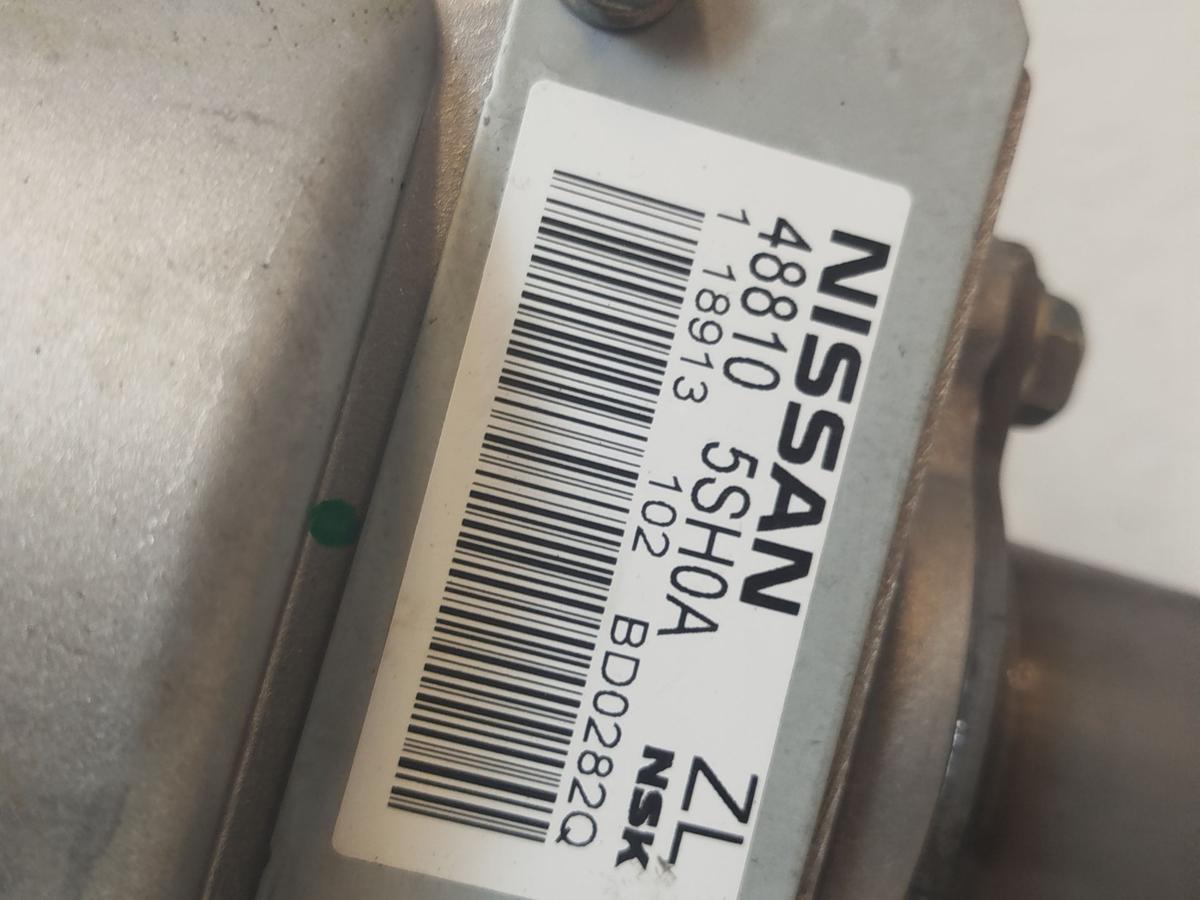 NISSAN
48810 5SH0A ZL
1 18913 102 BD0282Q NSK